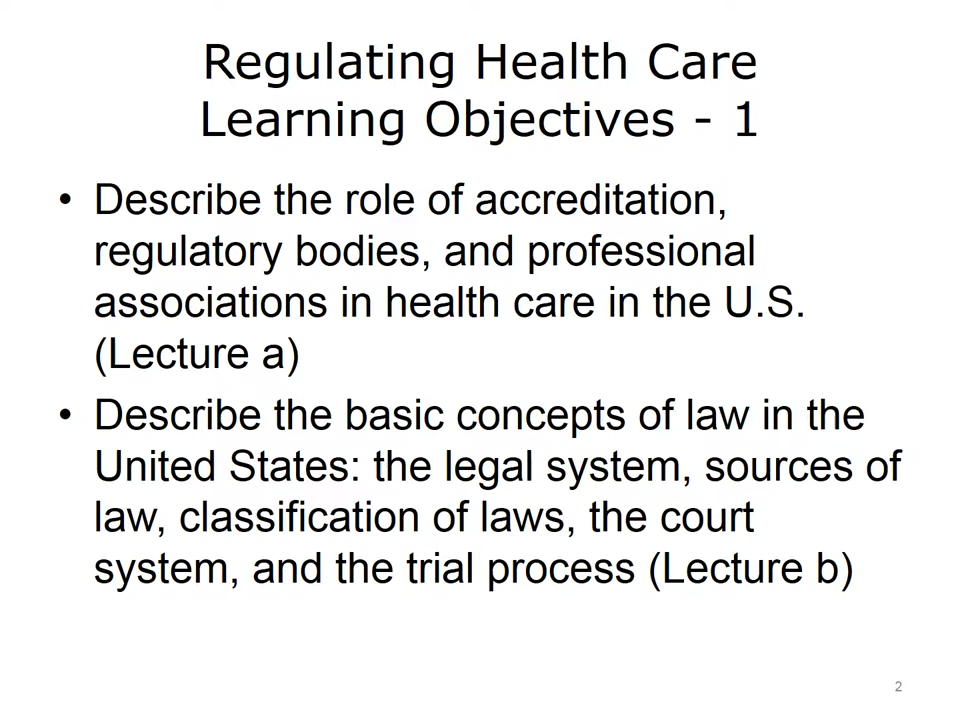 Regulating Health Care
Learning Objectives - 1
• Describe the role of accreditation,
regulatory bodies, and professional
associations in health care in the U.S.
(Lecture a)
• Describe the basic concepts of law in the
United States: the legal system, sources of
law, classification of laws, the court
system, and the trial process (Lecture b)
2